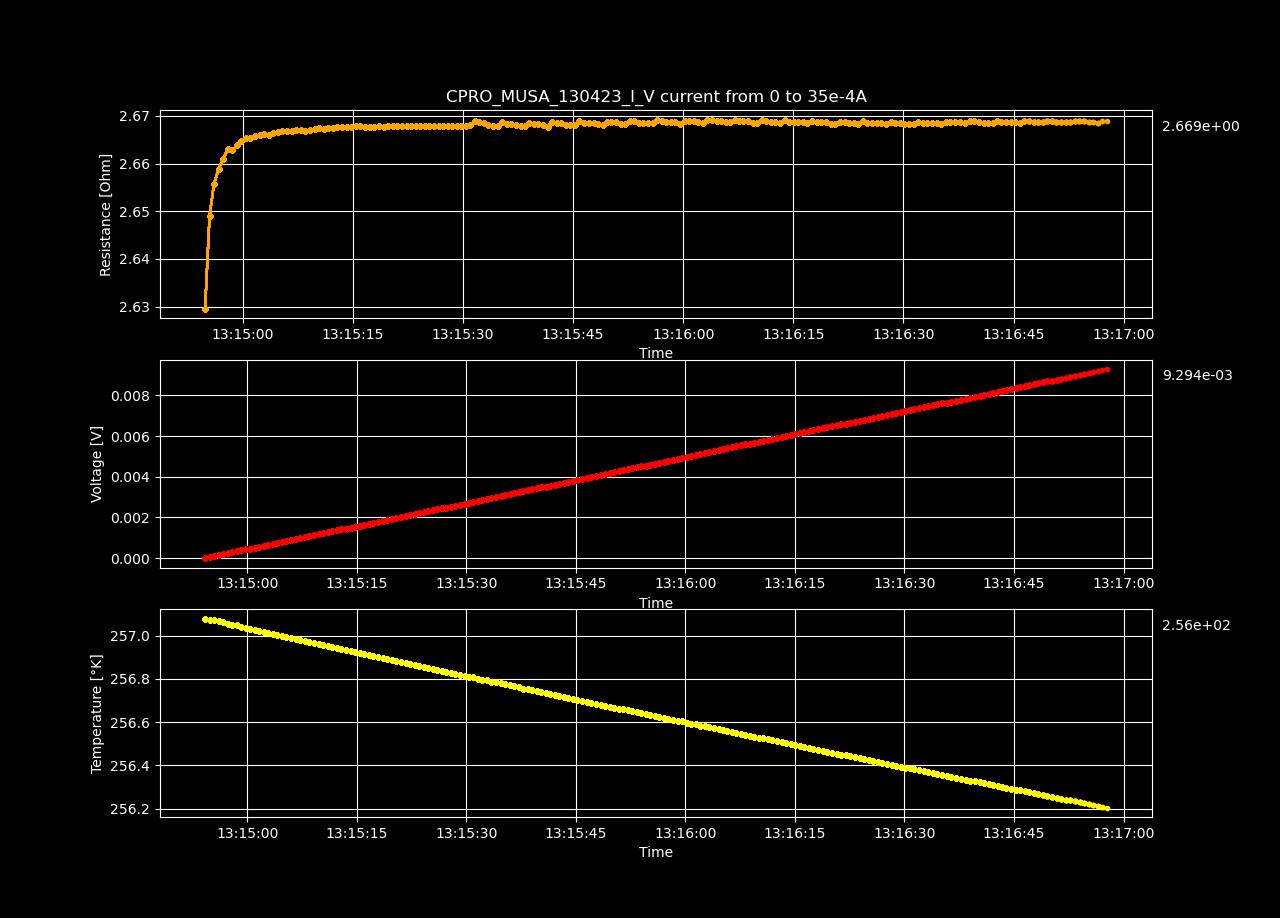 CPRO_MUSA_130423_I_V current from 0 to 35e-4A
2.67
2.66
2.65
2.64
2.63
Resistance [Ohm]
2.669e+00
13:15:00 13:15:15 13:15:30 13:15:45 13:16:00 13:16:15 13:16:30 13:16:45 13:17:00
Time
0.008
0.006
0.004
0.002
0.000
Voltage [V]
9.294e-03
13:15:00 13:15:15 13:15:30 13:15:45 13:16:00 13:16:15 13:16:30 13:16:45 13:17:00
Time
257.0
256.8
256.6
256.4
256.2
Temperature [°K]
2.56e+02
13:15:00 13:15:15 13:15:30 13:15:45 13:16:00 13:16:15 13:16:30 13:16:45 13:17:00
Time